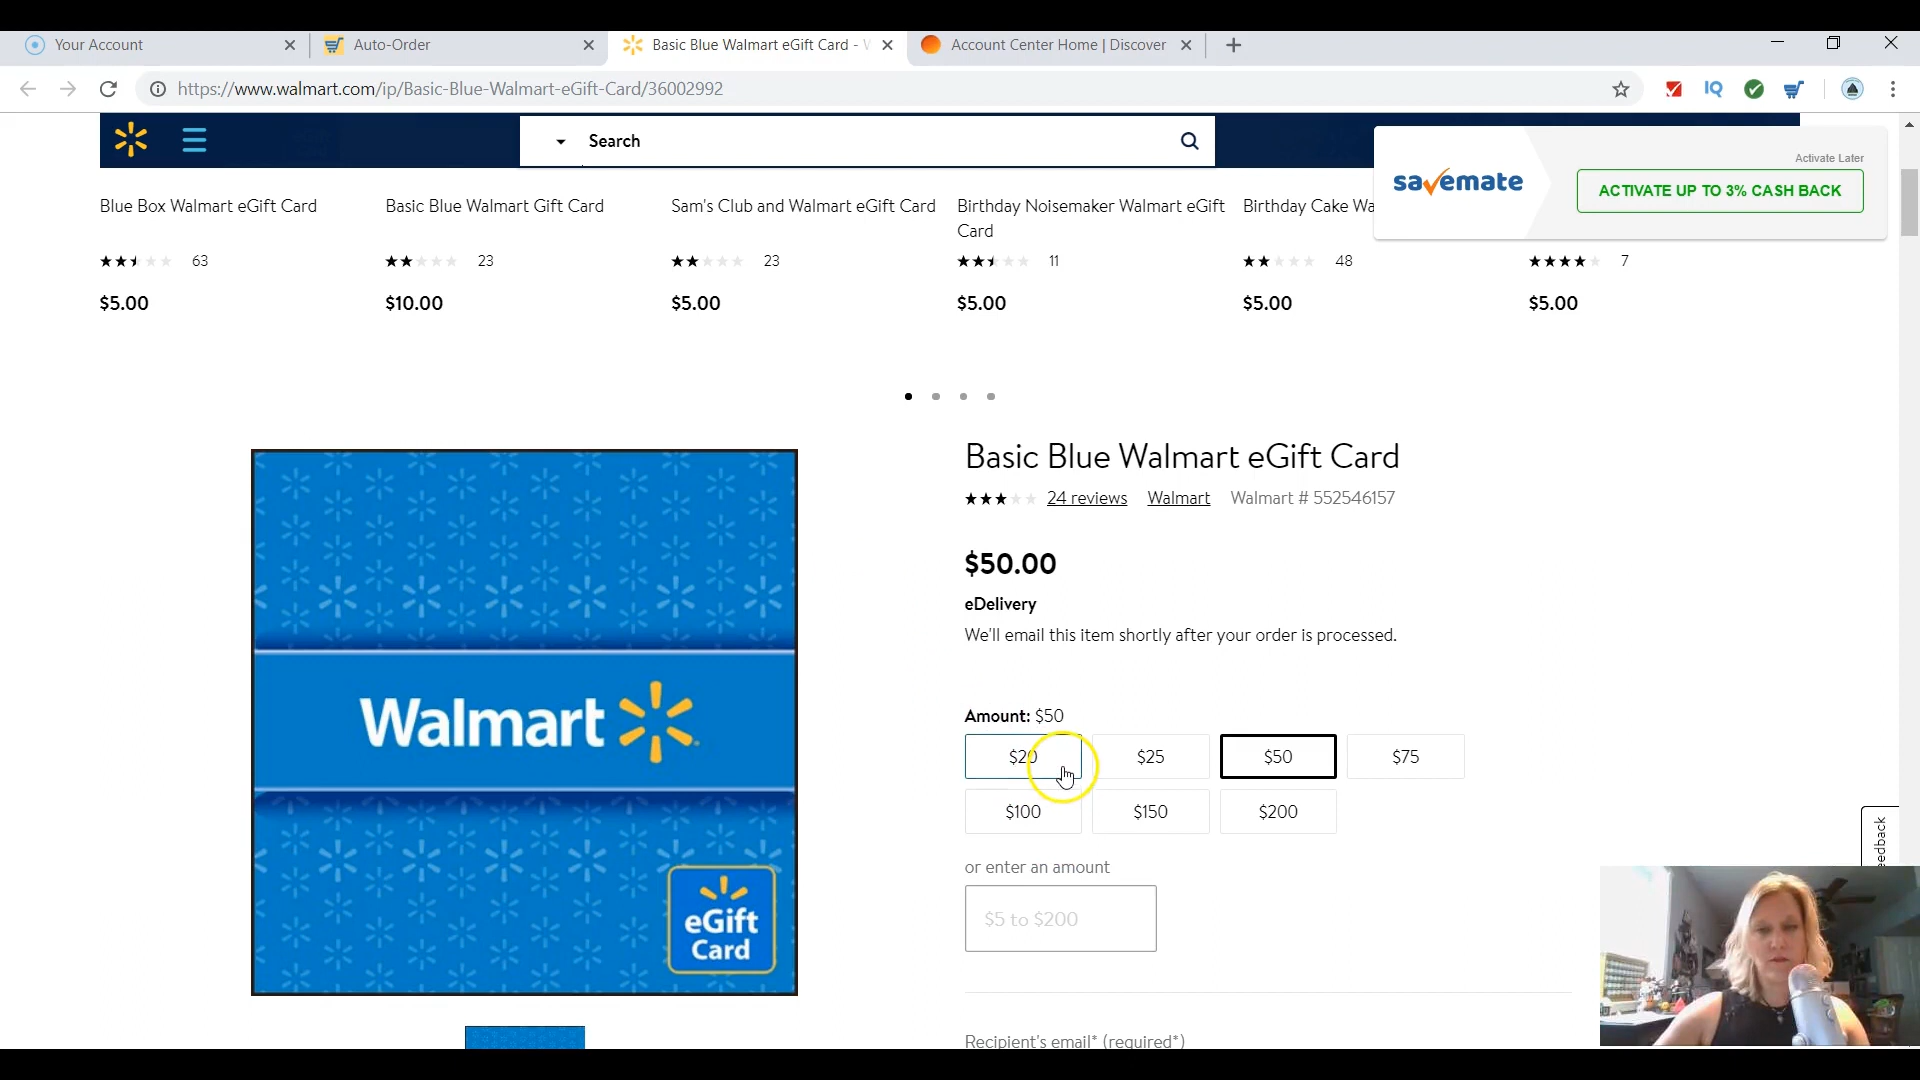 Your Account
Auto-Order
Basic Blue Walmart eGift Card -
Account Center Home | Discover
https://www.walmart.com/ip/Basic-Blue-Walmart-eGift-Card/36002992
IQ
Search
Activate Later
savemate
ACTIVATE UP TO 3% CASH BACK
Blue Box Walmart eGift Card
Basic Blue Walmart Gift Card
Sam's Club and Walmart eGift Card
Birthday Noisemaker Walmart eGift
Card
Birthday Cake Wa
63
23
23
11
48
7
$5.00
$10.00
$5.00
$5.00
$5.00
$5.00
Walmart
eGift
Card
Basic Blue Walmart eGift Card
24 reviews Walmart Walmart # 552546157
$50.00
eDelivery
We'll email this item shortly after your order is processed.
Amount: $50
$20
$25
$50
$75
$100
$150
$200
or enter an amount
$5 to $200
Recipient's email* (required*)
eedback